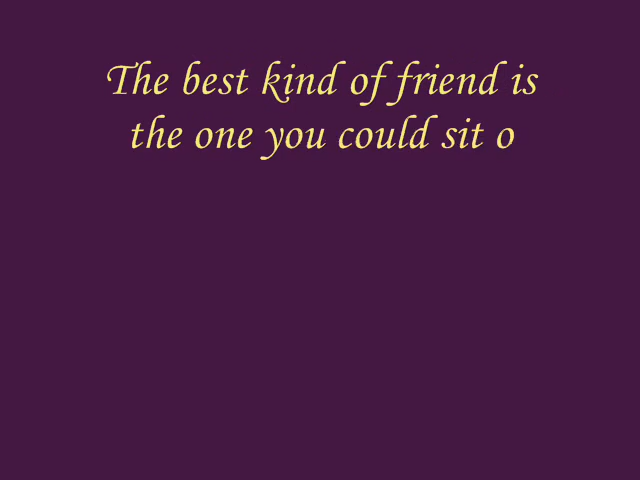 The best kind of friend is
the one you could sit o